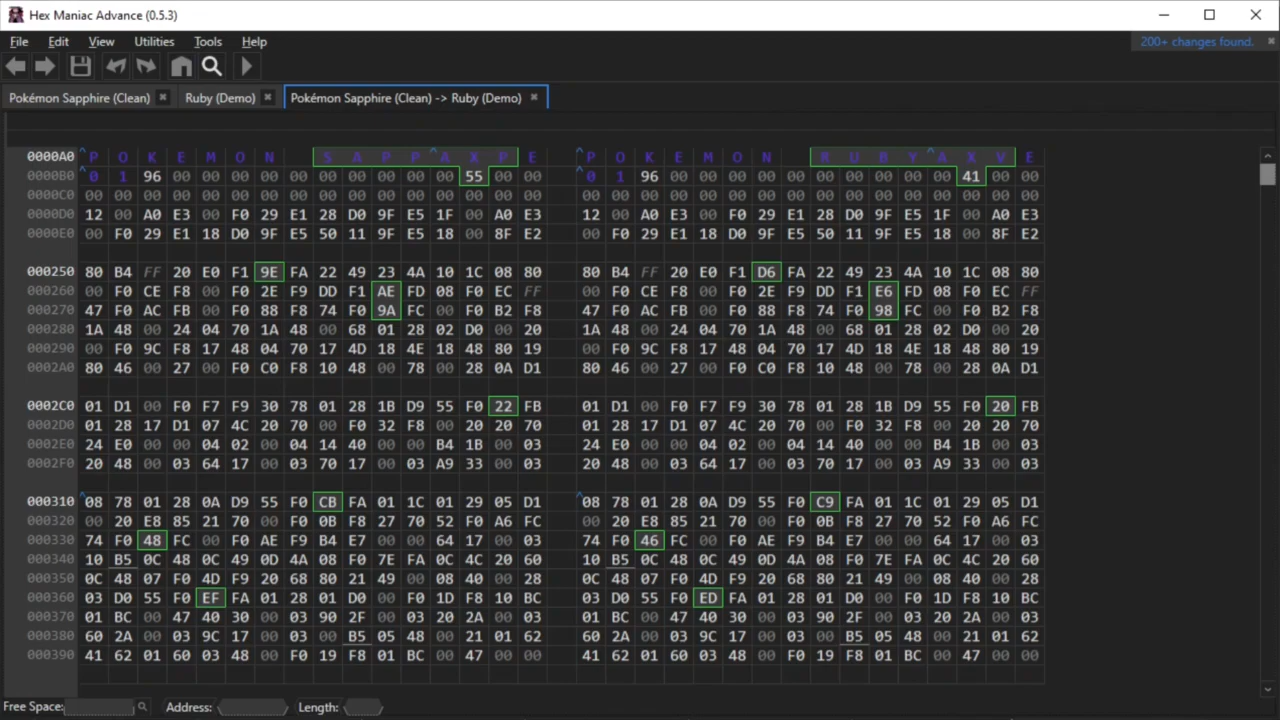 Hex Maniac Advance (0.5.3)
File Edit View Utilities Tools Help
200+ changes found.
Pokémon Sapphire (Clean) Ruby (Demo) Pokémon Sapphire (Clean) -> Ruby (Demo)
0000A0 P O K E M O N S A P P A X P E P O K E M O N R U B Y A X V E
0000B0 0 1 96 00 00 00 00 00 00 00 00 00 00 55 00 00 0 1 96 00 00 00 00 00 00 00 00 00 00 41 00 00
0000C0 00 00 00 00 00 00 00 00 00 00 00 00 00 00 00 00 00 00 00 00 00 00 00 00 00 00 00 00 00 00 00 00
0000D0 12 00 A0 E3 00 F0 29 E1 28 D0 9F E5 1F 00 A0 E3 12 00 A0 E3 00 F0 29 E1 28 D0 9F E5 1F 00 A0 E3
0000E0 00 F0 29 E1 18 D0 9F E5 50 11 9F E5 18 00 8F E2 00 F0 29 E1 18 D0 9F E5 50 11 9F E5 18 00 8F E2
000250 80 B4 FF 20 E0 F1 9E FA 22 49 23 4A 10 1C 08 80 80 B4 FF 20 E0 F1 D6 FA 22 49 23 4A 10 1C 08 80
000260 00 F0 CE F8 00 F0 2E F9 DD F1 AE FD 08 F0 EC FF 00 F0 CE F8 00 F0 2E F9 DD F1 E6 FD 08 F0 EC FF
000270 47 F0 AC FB 00 F0 88 F8 74 F0 9A FC 00 F0 B2 F8 47 F0 AC FB 00 F0 88 F8 74 F0 98 FC 00 F0 B2 F8
000280 1A 48 00 24 04 70 1A 48 00 68 01 28 02 D0 00 20 1A 48 00 24 04 70 1A 48 00 68 01 28 02 D0 00 20
000290 00 F0 9C F8 17 48 04 70 17 4D 18 4E 18 48 80 19 00 F0 9C F8 17 48 04 70 17 4D 18 4E 18 48 80 19
0002A0 80 46 00 27 00 F0 C0 F8 10 48 00 78 00 28 0A D1 80 46 00 27 00 F0 C0 F8 10 48 00 78 00 28 0A D1
0002C0 01 D1 00 F0 F7 F9 30 78 01 28 1B D9 55 F0 22 FB 01 D1 00 F0 F7 F9 30 78 01 28 1B D9 55 F0 20 FB
0002D0 01 28 17 D1 07 4C 20 70 00 F0 32 F8 00 20 20 70 01 28 17 D1 07 4C 20 70 00 F0 32 F8 00 20 20 70
0002E0 24 E0 00 00 04 02 00 04 14 40 00 00 B4 1B 00 03 24 E0 00 00 04 02 00 04 14 40 00 00 B4 1B 00 03
0002F0 20 48 00 03 64 17 00 03 70 17 00 03 A9 33 00 03 20 48 00 03 64 17 00 03 70 17 00 03 A9 33 00 03
000310 08 78 01 28 0A D9 55 F0 CB FA 01 1C 01 29 05 D1 08 78 01 28 0A D9 55 F0 C9 FA 01 1C 01 29 05 D1
000320 00 20 E8 85 21 70 00 F0 0B F8 27 70 52 F0 A6 FC 00 20 E8 85 21 70 00 F0 0B F8 27 70 52 F0 A6 FC
000330 74 F0 48 FC 00 F0 AE F9 B4 E7 00 00 64 17 00 03 74 F0 46 FC 00 F0 AE F9 B4 E7 00 00 64 17 00 03
000340 10 B5 0C 48 0C 49 0D 4A 08 F0 7E FA 0C 4C 20 60 10 B5 0C 48 0C 49 0D 4A 08 F0 7E FA 0C 4C 20 60
000350 0C 48 07 F0 4D F9 20 68 80 21 49 00 08 40 00 28 0C 48 07 F0 4D F9 20 68 80 21 49 00 08 40 00 28
000360 03 D0 55 F0 EF FA 01 28 01 D0 00 F0 1D F8 10 BC 03 D0 55 F0 ED FA 01 28 01 D0 00 F0 1D F8 10 BC
000370 01 BC 00 47 40 30 00 03 90 2F 00 03 20 2A 00 03 01 BC 00 47 40 30 00 03 90 2F 00 03 20 2A 00 03
000380 60 2A 00 03 9C 17 00 03 00 B5 05 48 00 21 01 62 60 2A 00 03 9C 17 00 03 00 B5 05 48 00 21 01 62
000390 41 62 01 60 03 48 00 F0 19 F8 01 BC 00 47 00 00 41 62 01 60 03 48 00 F0 19 F8 01 BC 00 47 00 00
Free Space: Address: Length: